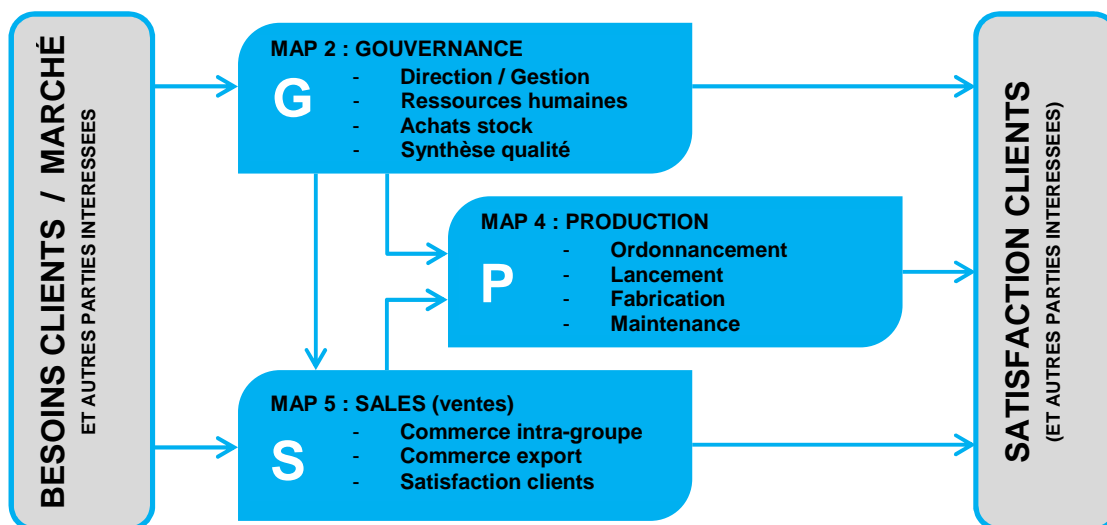 BESOINS CLIENTS / MARCHÉ
ET AUTRES PARTIES INTERESSEES
MAP 2 : GOUVERNANCE
G
- Direction / Gestion
- Ressources humaines
- Achats stock
- Synthèse qualité
MAP 4 : PRODUCTION
P
- Ordonnancement
- Lancement
- Fabrication
- Maintenance
MAP 5 : SALES (ventes)
S
- Commerce intra-groupe
- Commerce export
- Satisfaction clients
SATISFACTION CLIENTS
(ET AUTRES PARTIES INTERESSEES)